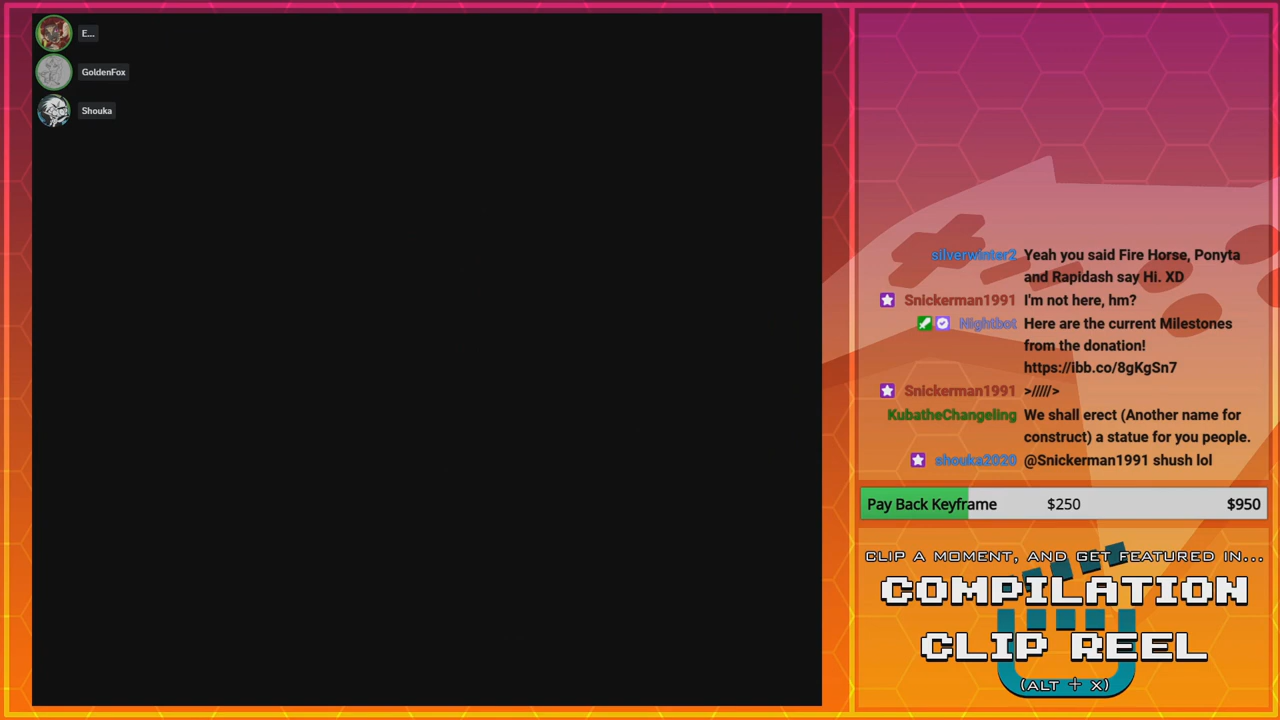 E...
GoldenFox
Shouka
silverwinter2 Yeah you said Fire Horse, Ponyta
and Rapidash say Hi. XD
Snickerman1991 I'm not here, hm?
Nightbot Here are the current Milestones
from the donation!
https://ibb.co/8gKgSn7
Snickerman1991 >/////>
KubatheChangeling We shall erect (Another name for
construct) a statue for you people.
shouka2020 @Snickerman1991 shush lol
Pay Back Keyframe $250 $950
CLIP A MOMENT, AND GET FEATURED IN...
COMPILATION
CLIP REEL
(ALT + X)